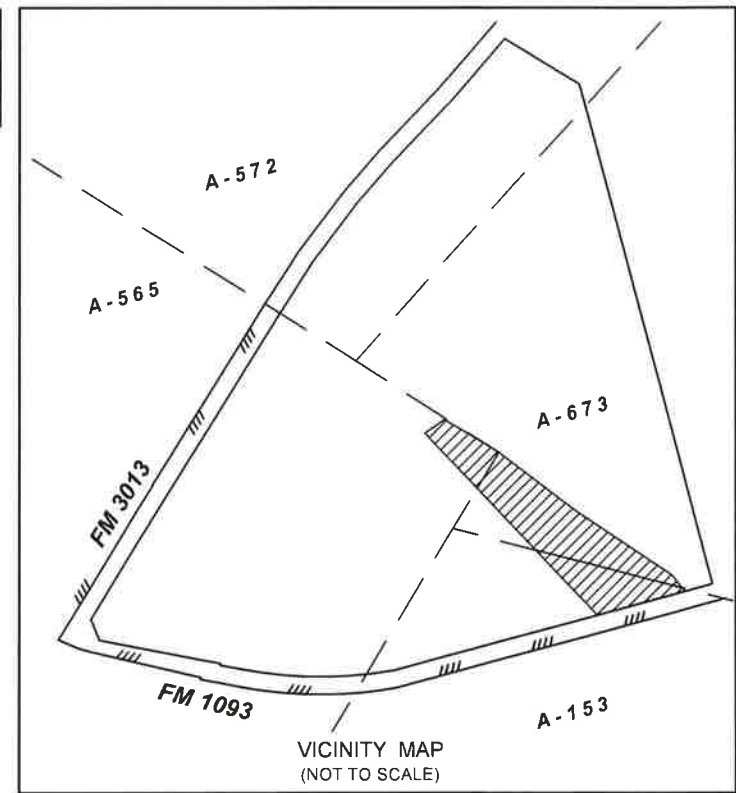 A-572
A-565
A-673
FM 3013
FM 1093
A-153
VICINITY MAP
(NOT TO SCALE)